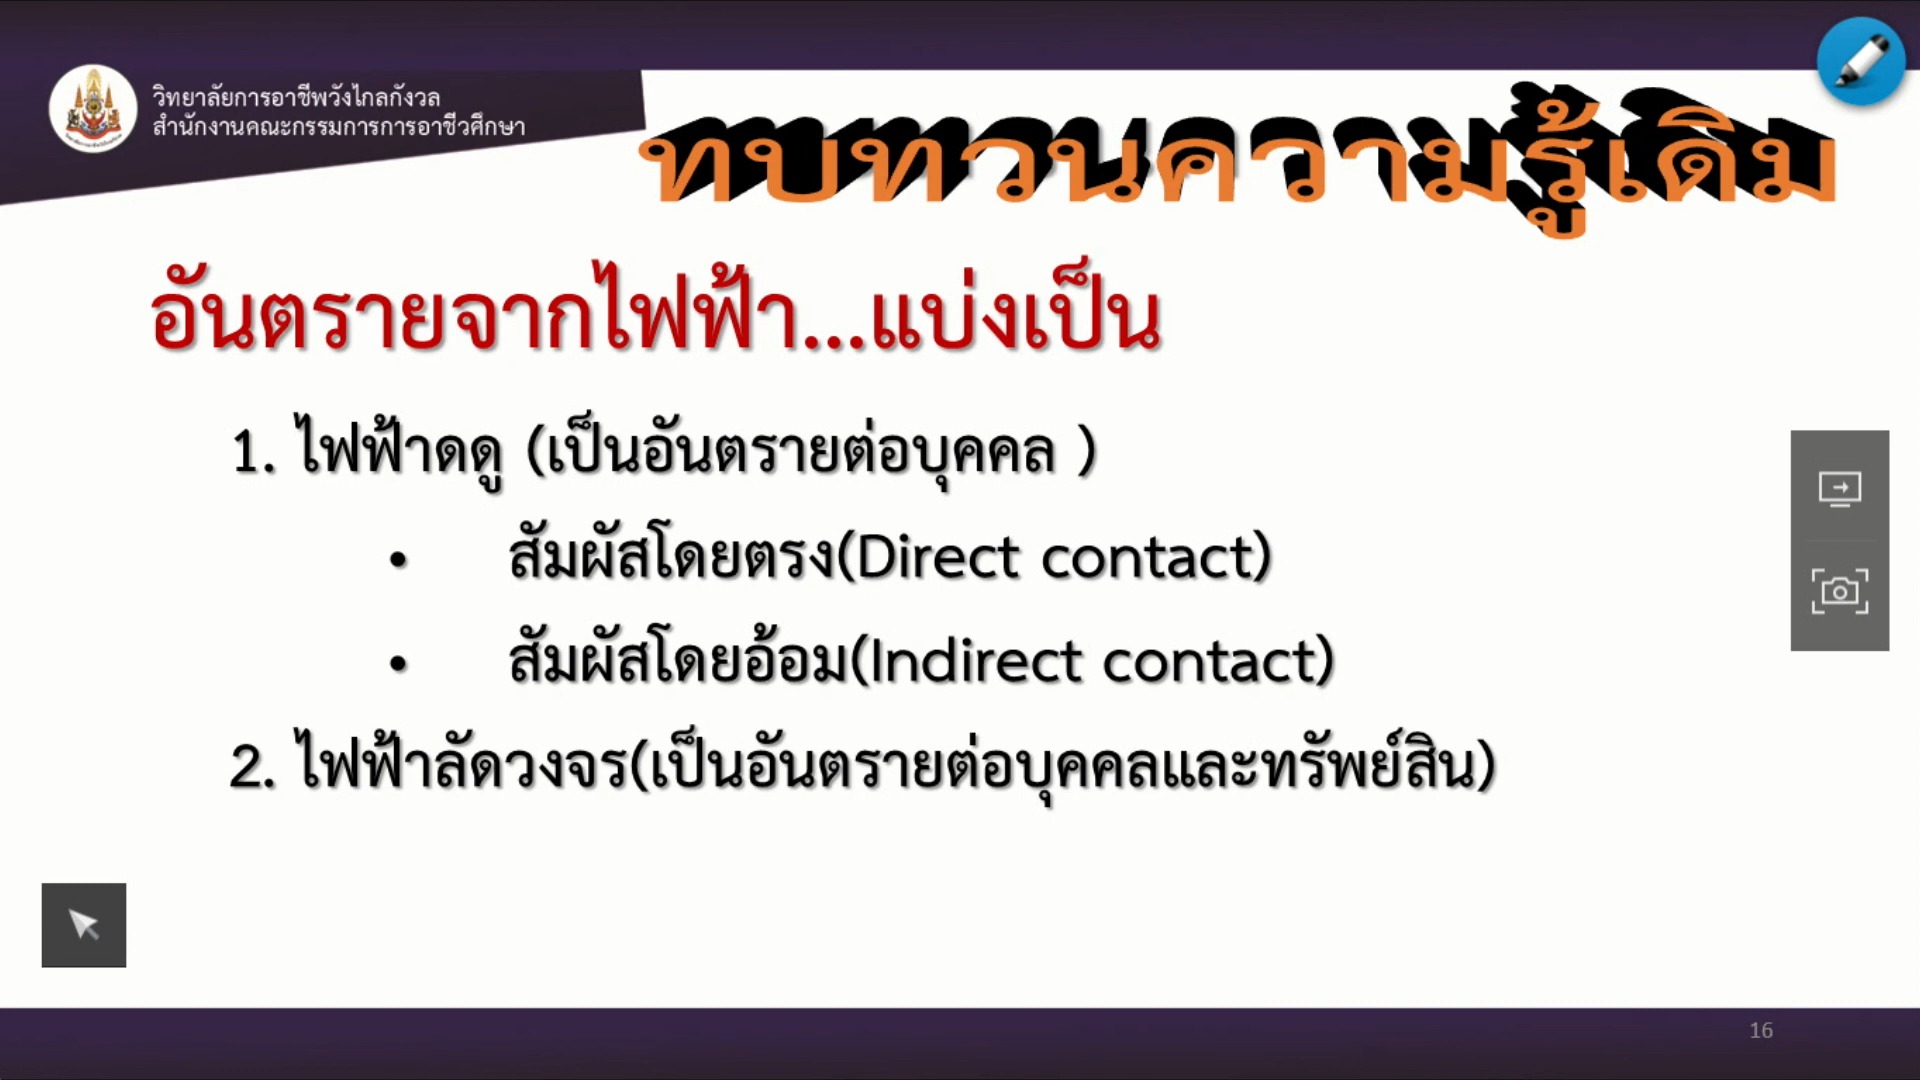 วิทยาลัยการอาชีพวังไกลกังวล
สำนักงานคณะกรรมการการอาชีวศึกษา
ทบทวนความรู้เดิม
อันตรายจากไฟฟ้า...แบ่งเป็น
1. ไฟฟ้าดดู (เป็นอันตรายต่อบุคคล )
• สัมผัสโดยตรง(Direct contact)
• สัมผัสโดยอ้อม(Indirect contact)
2. ไฟฟ้าลัดวงจร(เป็นอันตรายต่อบุคคลและทรัพย์สิน)
16